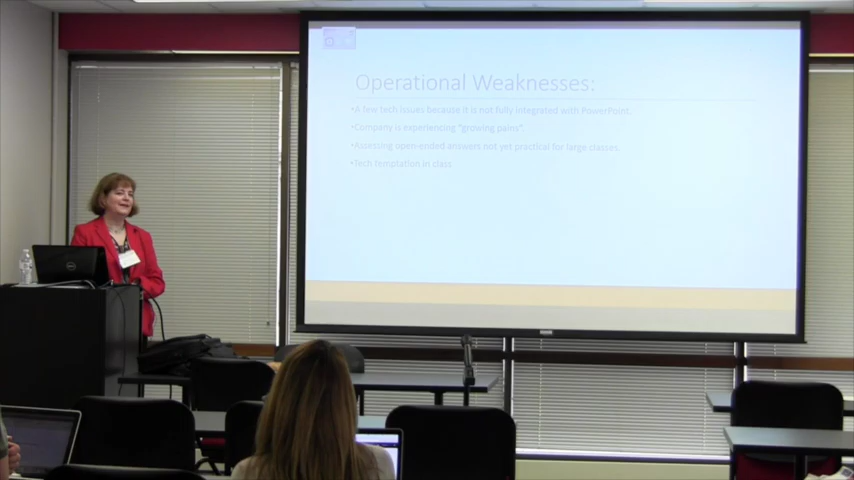 Operational Weaknesses:
•A few tech issues because it is not fully integrated with PowerPoint.
•Company is experiencing "growing pains".
•Assessing open-ended answers not yet practical for large classes.
•Tech temptation in class